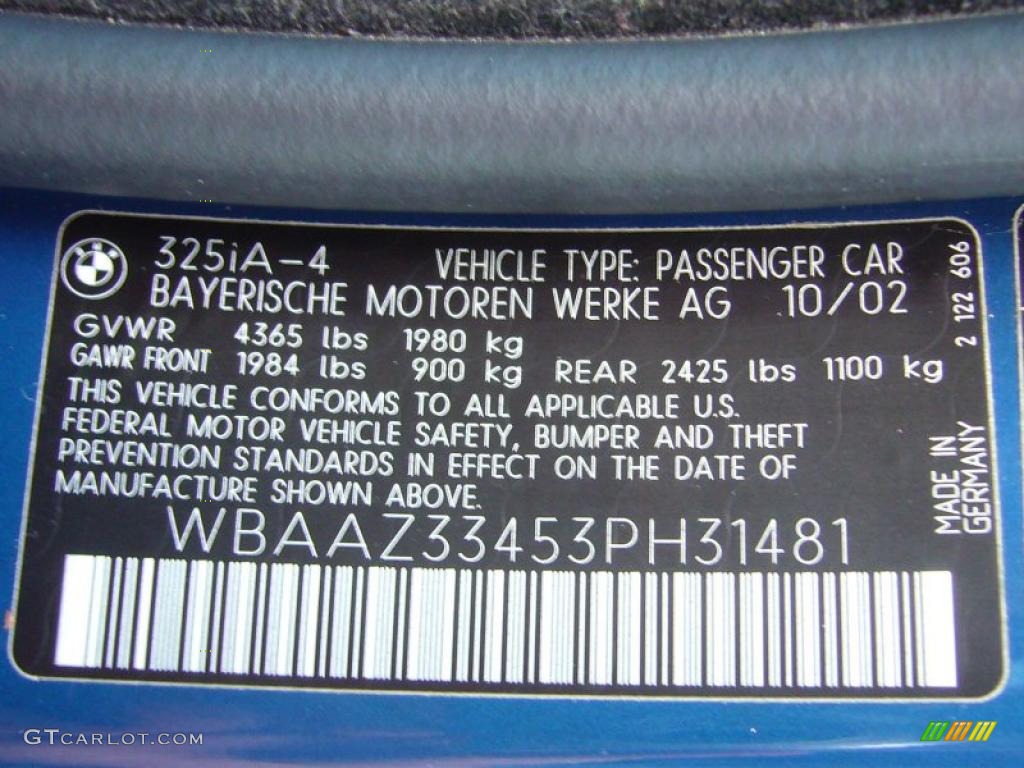 325iA-4 VEHICLE TYPE: PASSENGER CAR
BAYERISCHE MOTOREN WERKE AG 10/02
GVWR 4365 lbs 1980 kg
GAWR FRONT 1984 lbs 900 kg REAR 2425 lbs 1100 kg
THIS VEHICLE CONFORMS TO ALL APPLICABLE U.S.
FEDERAL MOTOR VEHICLE SAFETY, BUMPER AND THEFT
PREVENTION STANDARDS IN EFFECT ON THE DATE OF
MANUFACTURE SHOWN ABOVE.
WBAAZ33453PH31481
2 122 606
MADE IN
GERMANY
GTCARLOT.COM